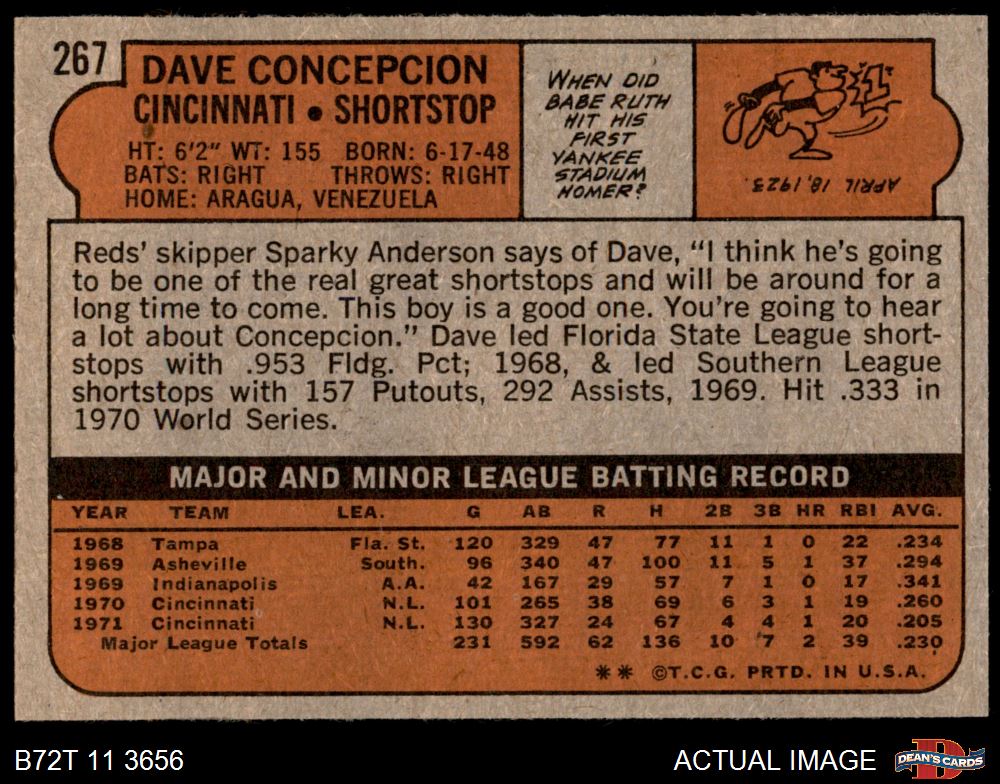 267
DAVE CONCEPCION
CINCINNATI • SHORTSTOP
HT: 6'2" WT: 155 BORN: 6-17-48
BATS: RIGHT THROWS: RIGHT
HOME: ARAGUA, VENEZUELA
WHEN DID
BABE RUTH
HIT HIS
FIRST
YANKEE
STADIUM
HOMER?
APRIL 18, 1923.
Reds' skipper Sparky Anderson says of Dave, "I think he's going
to be one of the real great shortstops and will be around for a
long time to come. This boy is a good one. You're going to hear
a lot about Concepcion." Dave led Florida State League short-
stops with .953 Fldg. Pct; 1968, & led Southern League
shortstops with 157 Putouts, 292 Assists, 1969. Hit .333 in
1970 World Series.
MAJOR AND MINOR LEAGUE BATTING RECORD
YEAR TEAM LEA. G AB R H 2B 3B HR RBI AVG.
1968 Tampa Fla. St. 120 329 47 77 11 1 0 22 .234
1969 Asheville South. 96 340 47 100 11 5 1 37 .294
1969 Indianapolis A.A. 42 167 29 57 7 1 0 17 .341
1970 Cincinnati N.L. 101 265 38 69 6 3 1 19 .260
1971 Cincinnati N.L. 130 327 24 67 4 4 1 20 .205
Major League Totals 231 592 62 136 10 7 2 39 .230
** ©T.C.G. PRTD. IN U.S.A.
B72T 11 3656
ACTUAL IMAGE
DEAN'S CARDS